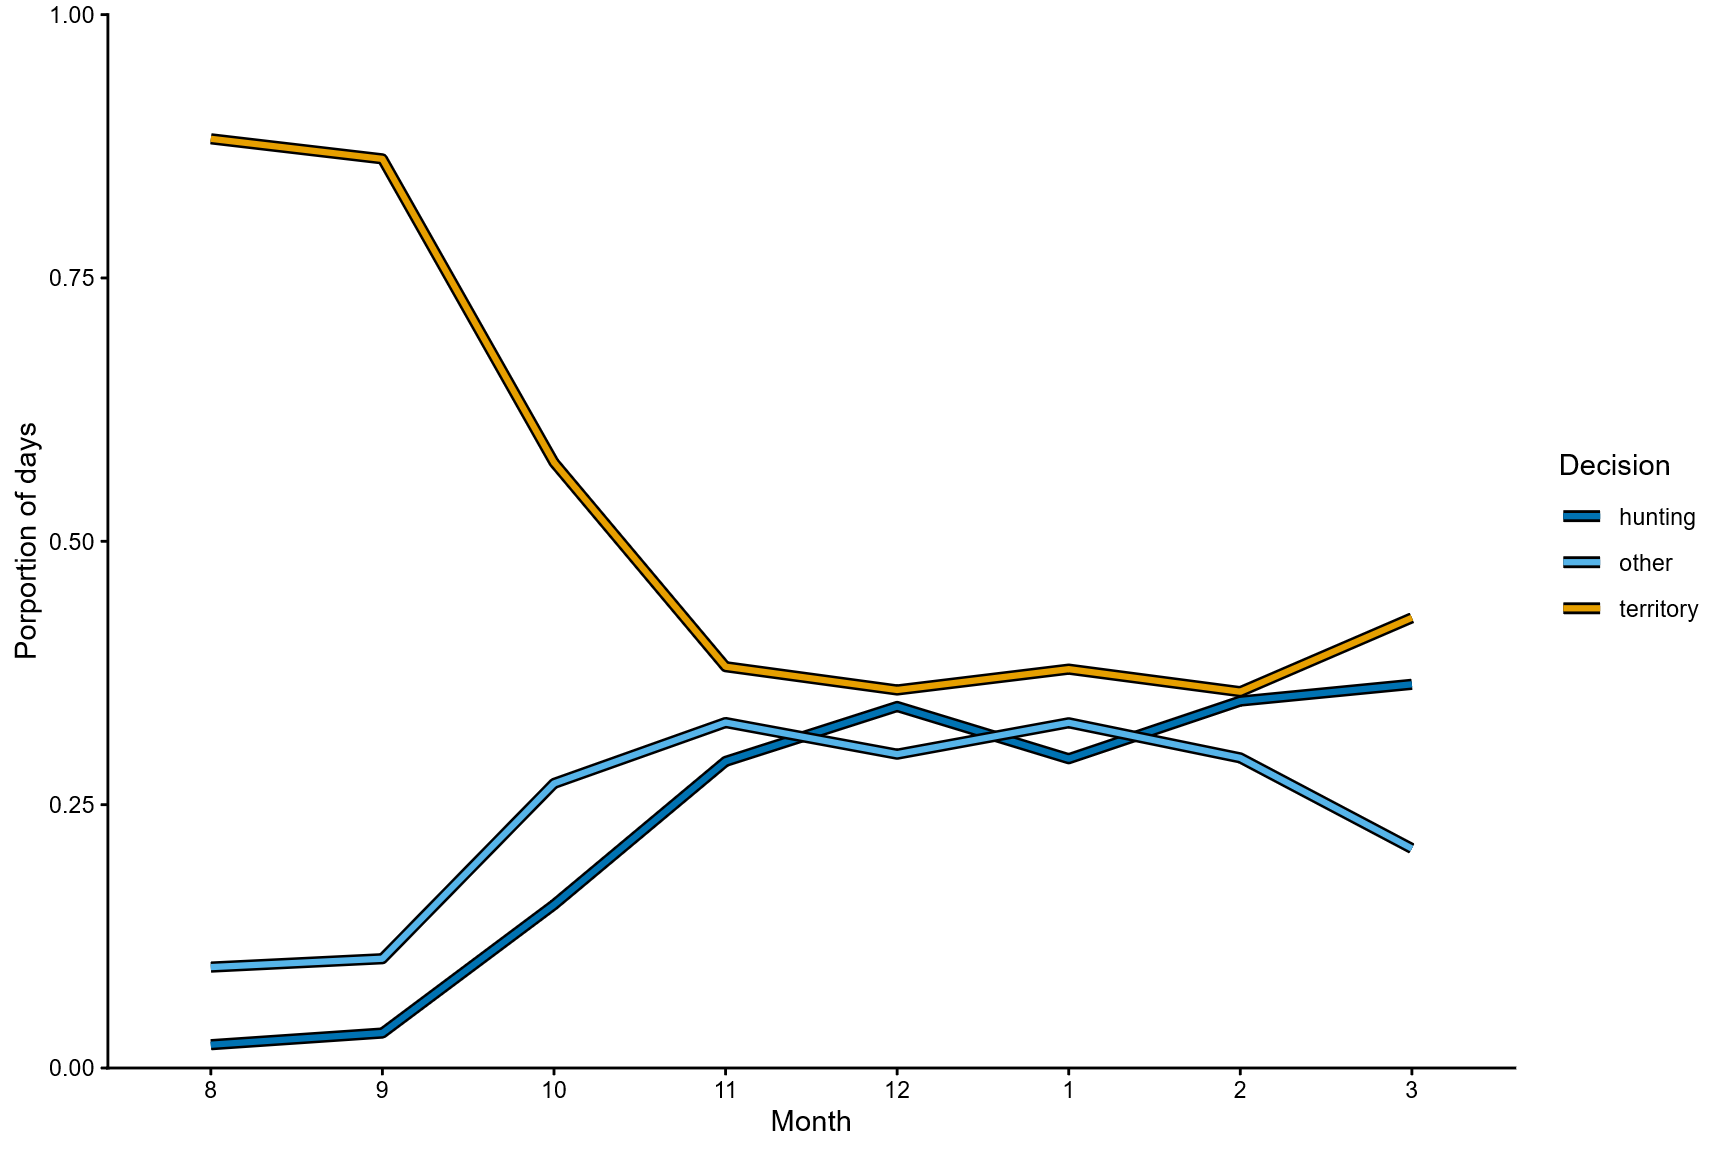 1.00
0.75
0.50
0.25
0.00
Porportion of days
8 9 10 11 12 1 2 3
Month
Decision
hunting
other
territory